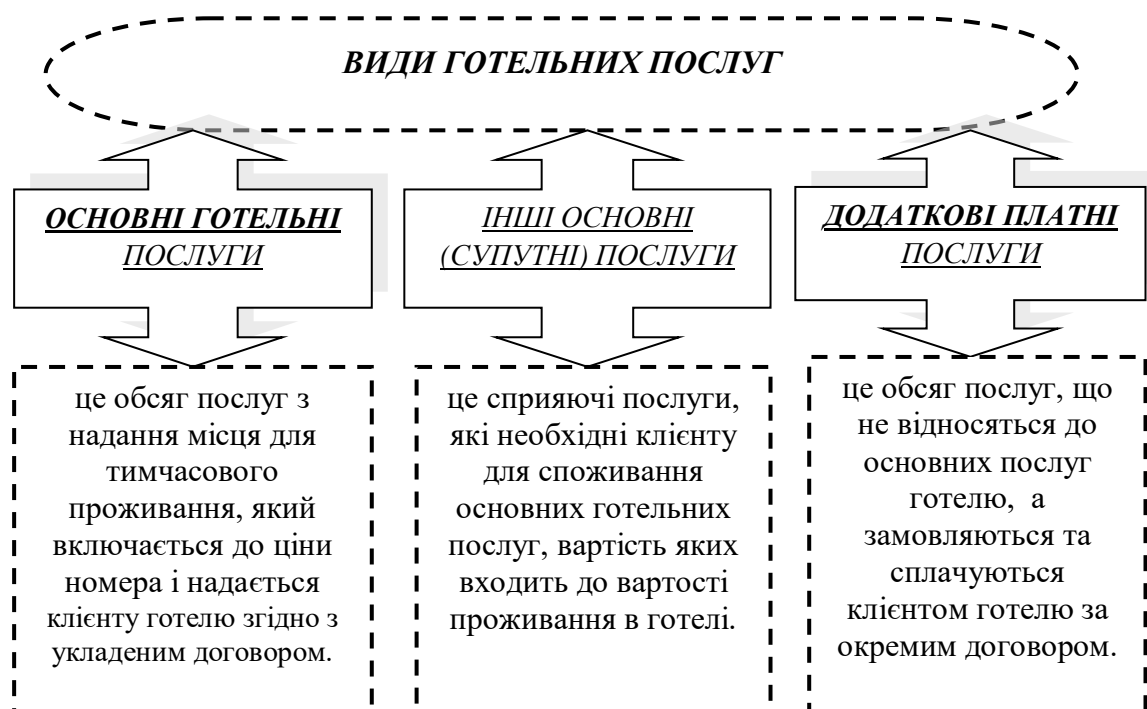 ВИДИ ГОТЕЛЬНИХ ПОСЛУГ
ОСНОВНІ ГОТЕЛЬНІ
ПОСЛУГИ
ІНШІ ОСНОВНІ
(СУПУТНІ) ПОСЛУГИ
ДОДАТКОВІ ПЛАТНІ
ПОСЛУГИ
це обсяг послуг з
надання місця для
тимчасового
проживання, який
включається до ціни
номера і надається
клієнту готелю згідно з
укладеним договором.
це сприяючі послуги,
які необхідні клієнту
для споживання
основних готельних
послуг, вартість яких
входить до вартості
проживання в готелі.
це обсяг послуг, що
не відносяться до
основних послуг
готелю, а
замовляються та
сплачуються
клієнтом готелю за
окремим договором.